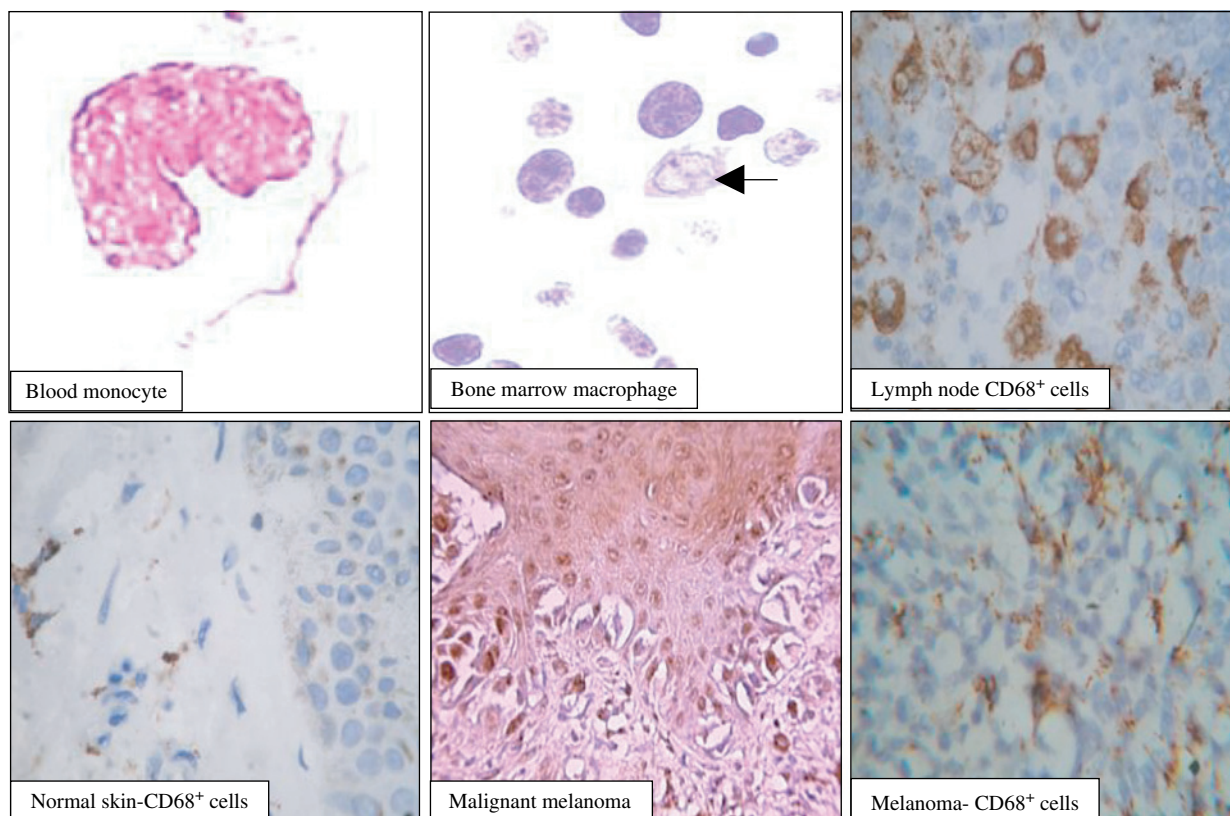 Blood monocyte
Bone marrow macrophage
Lymph node CD68⁺ cells
Normal skin-CD68⁺ cells
Malignant melanoma
Melanoma- CD68⁺ cells